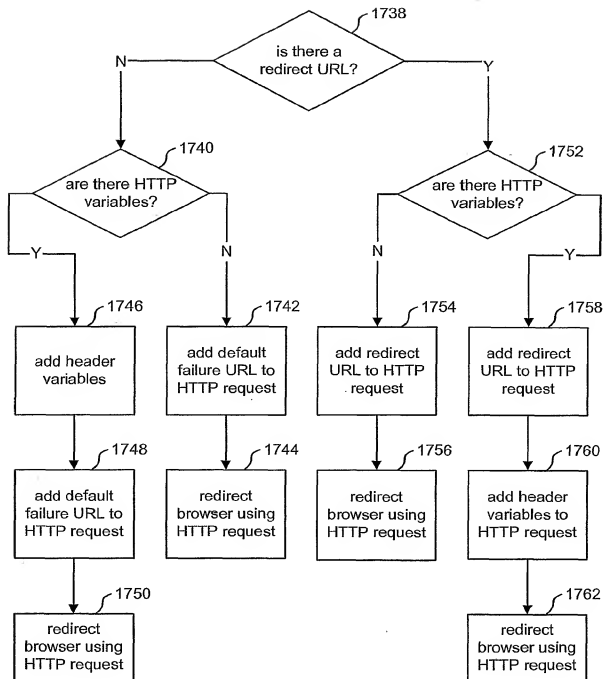 1738
is there a
redirect URL?
N
Y
1740
are there HTTP
variables?
1752
are there HTTP
variables?
Y
N
N
Y
1746
add header
variables
1742
add default
failure URL to
HTTP request
1754
add redirect
URL to HTTP
request
1758
add redirect
URL to HTTP
request
1748
add default
failure URL to
HTTP request
1744
redirect
browser using
HTTP request
1756
redirect
browser using
HTTP request
1760
add header
variables to
HTTP request
1750
redirect
browser using
HTTP request
1762
redirect
browser using
HTTP request